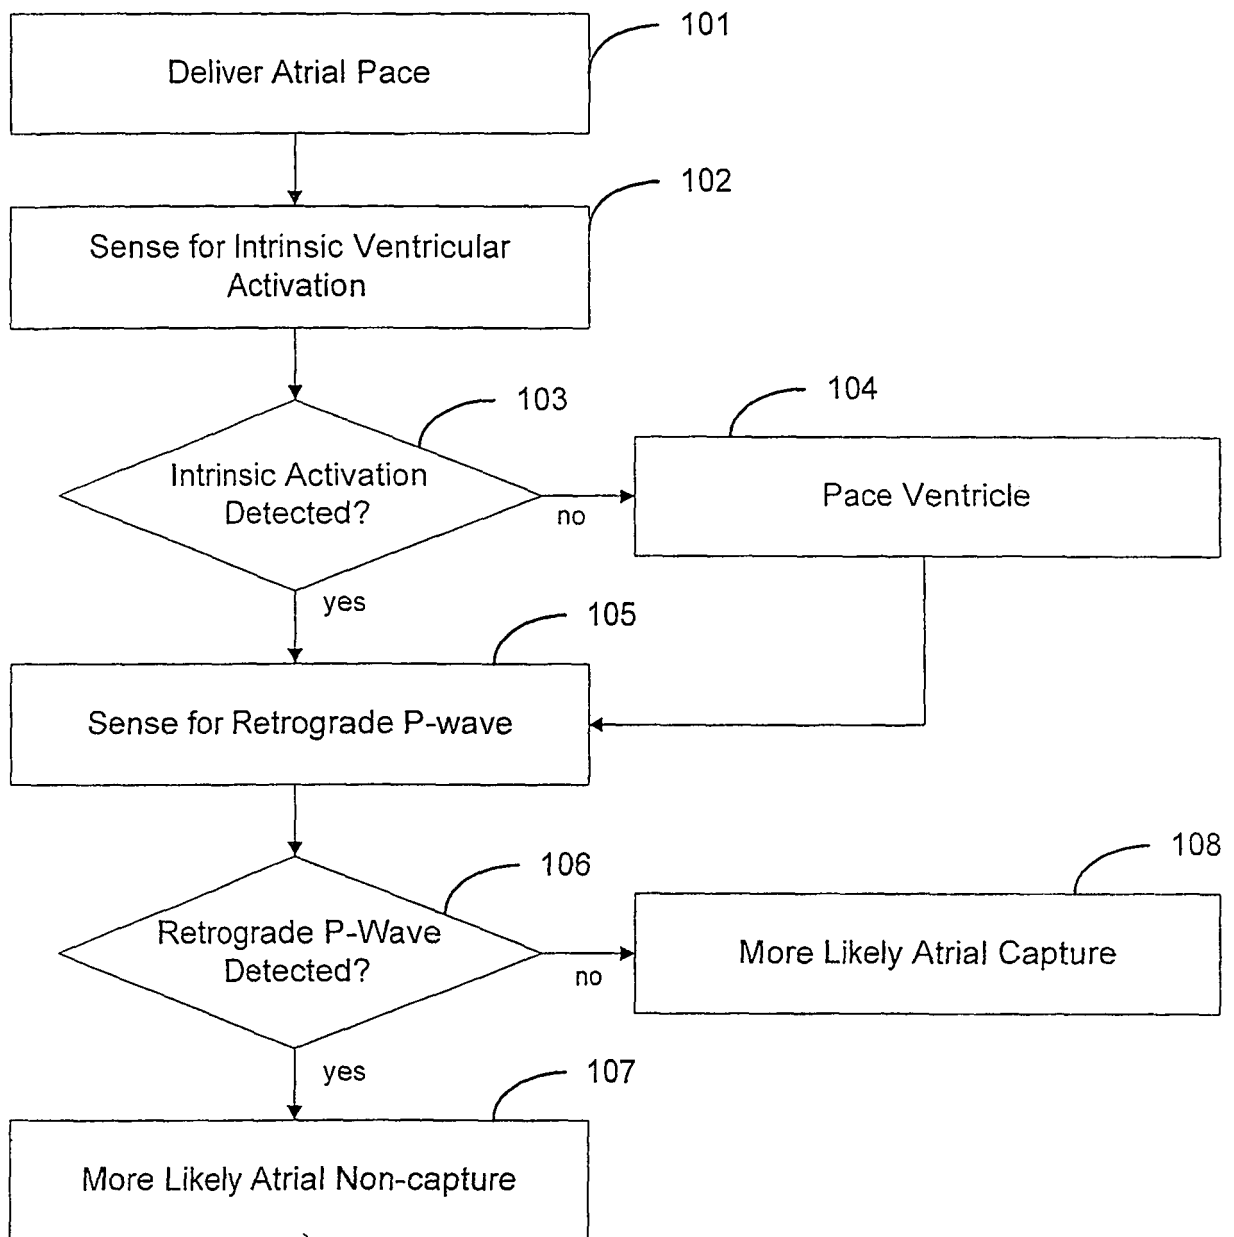 101
Deliver Atrial Pace
102
Sense for Intrinsic Ventricular
Activation
103
104
Intrinsic Activation
Detected?
no
Pace Ventricle
yes
105
Sense for Retrograde P-wave
106
108
Retrograde P-Wave
Detected?
no
More Likely Atrial Capture
yes
107
More Likely Atrial Non-capture